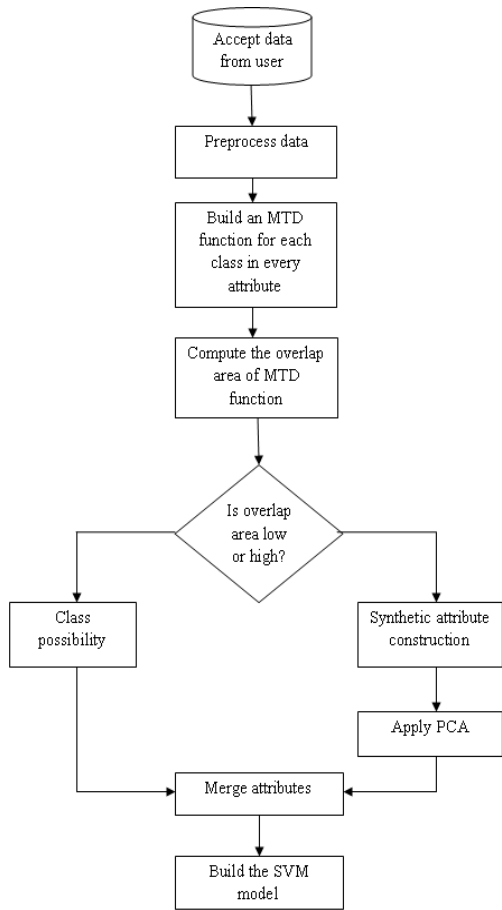 Accept data
from user
Preprocess data
Build an MTD
function for each
class in every
attribute
Compute the overlap
area of MTD
function
Is overlap
area low
or high?
Class
possibility
Synthetic attribute
construction
Apply PCA
Merge attributes
Build the SVM
model